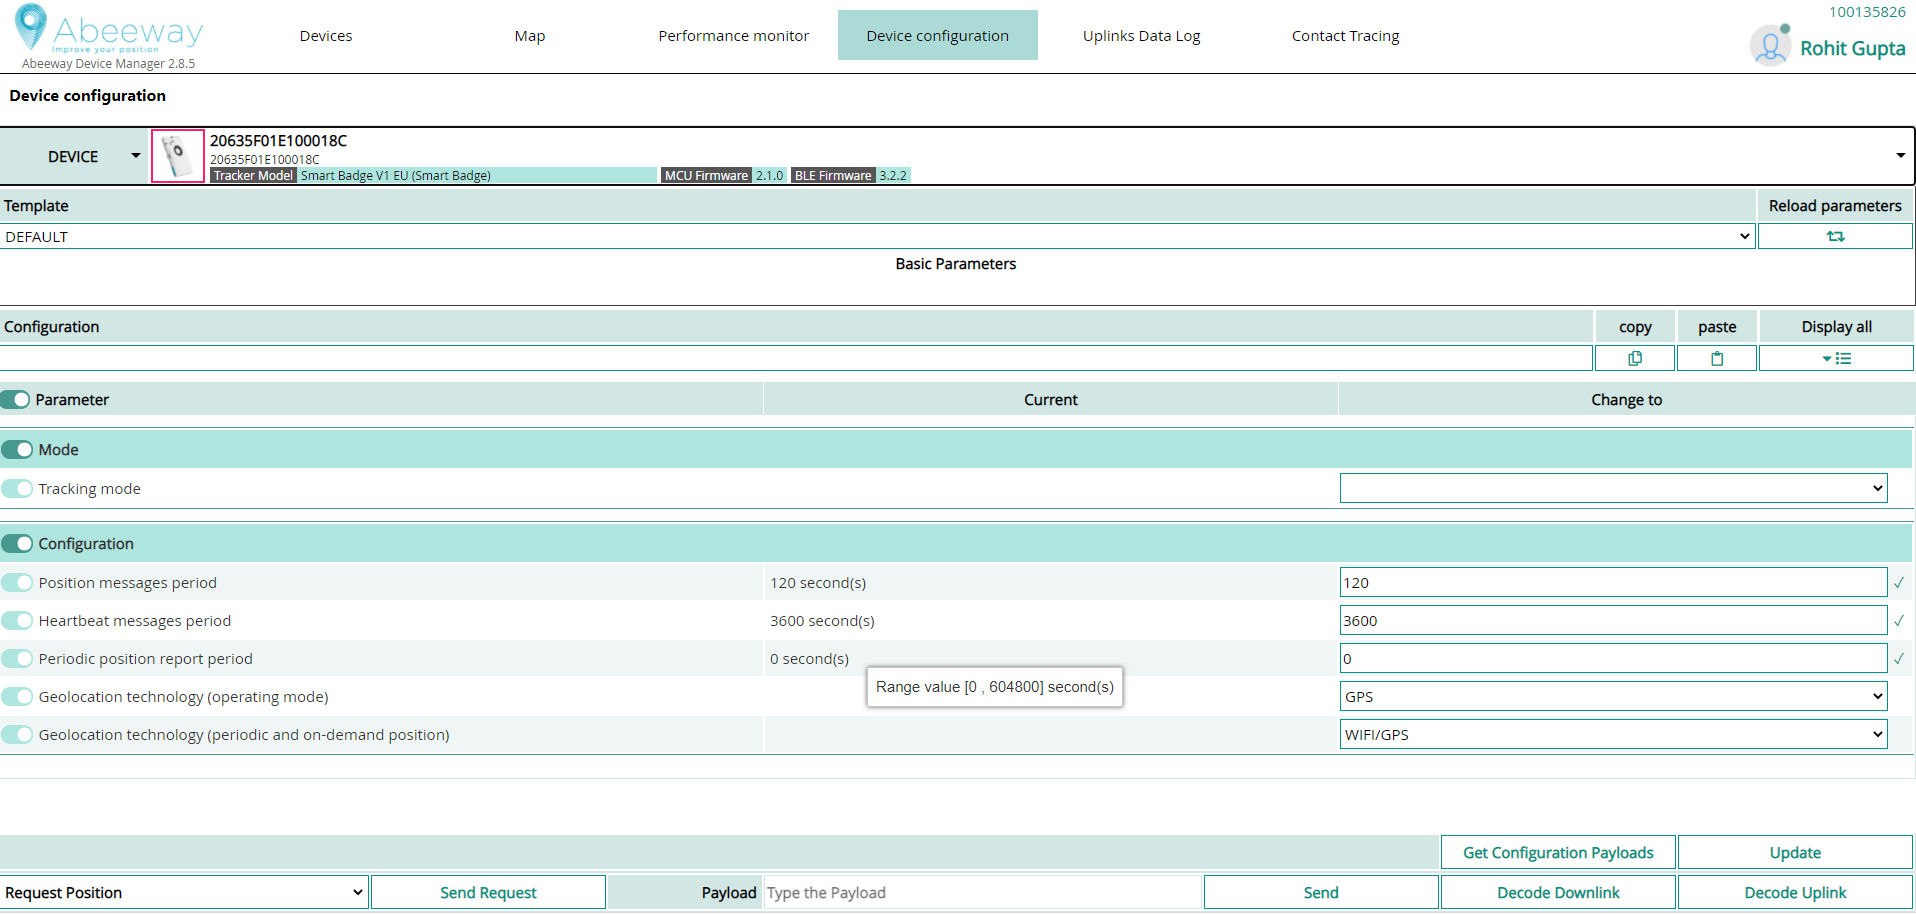 Abeeway
Improve your position
Abeeway Device Manager 2.8.5
Devices
Map
Performance monitor
Device configuration
Uplinks Data Log
Contact Tracing
100135826
Rohit Gupta
Device configuration
DEVICE
20635F01E100018C
20635F01E100018C
Tracker Model Smart Badge V1 EU (Smart Badge) MCU Firmware 2.1.0 BLE Firmware 3.2.2
Template Reload parameters
DEFAULT
Basic Parameters
Configuration copy paste Display all
Parameter Current Change to
Mode
Tracking mode
Configuration
Position messages period 120 second(s) 120
Heartbeat messages period 3600 second(s) 3600
Periodic position report period 0 second(s) 0
Range value [0 , 604800] second(s)
Geolocation technology (operating mode) GPS
Geolocation technology (periodic and on-demand position) WIFI/GPS
Get Configuration Payloads Update
Request Position Send Request Payload Type the Payload Send Decode Downlink Decode Uplink